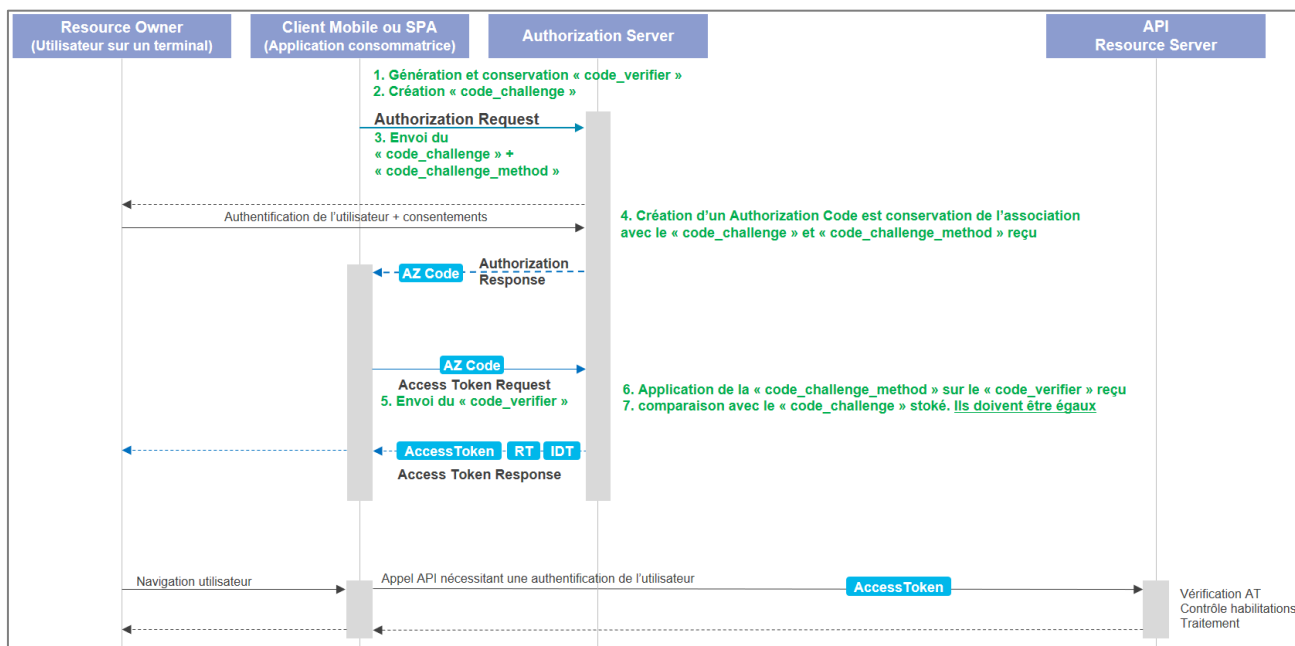 Resource Owner
(Utilisateur sur un terminal)
Client Mobile ou SPA
(Application consommatrice)
Authorization Server
API
Resource Server
1. Génération et conservation « code_verifier »
2. Création « code_challenge »
Authorization Request
3. Envoi du
« code_challenge » +
« code_challenge_method »
Authentification de l'utilisateur + consentements
4. Création d'un Authorization Code est conservation de l'association
avec le « code_challenge » et « code_challenge_method » reçu
AZ Code
Authorization
Response
AZ Code
Access Token Request
5. Envoi du « code_verifier »
6. Application de la « code_challenge_method » sur le « code_verifier » reçu
7. comparaison avec le « code_challenge » stoké. Ils doivent être égaux
AccessToken
RT
IDT
Access Token Response
Navigation utilisateur
Appel API nécessitant une authentification de l'utilisateur
AccessToken
Vérification AT
Contrôle habilitations
Traitement